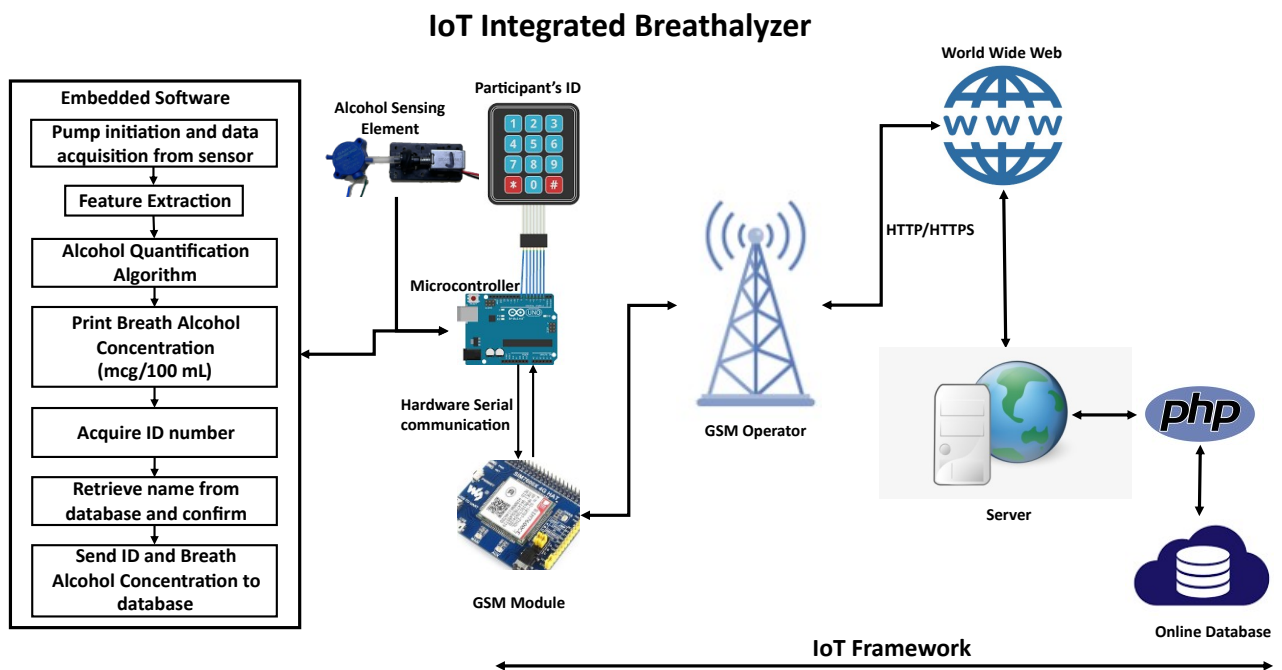 IoT Integrated Breathalyzer
Embedded Software
Pump initiation and data
acquisition from sensor
Feature Extraction
Alcohol Quantification
Algorithm
Print Breath Alcohol
Concentration
(mcg/100 mL)
Acquire ID number
Retrieve name from
database and confirm
Send ID and Breath
Alcohol Concentration to
database
Alcohol Sensing
Element
Participant's ID
1 2 3
4 5 6
7 8 9
* 0 #
Microcontroller
UNO
Hardware Serial
communication
GSM Module
GSM Operator
World Wide Web
W W W
HTTP/HTTPS
Server
php
Online Database
IoT Framework